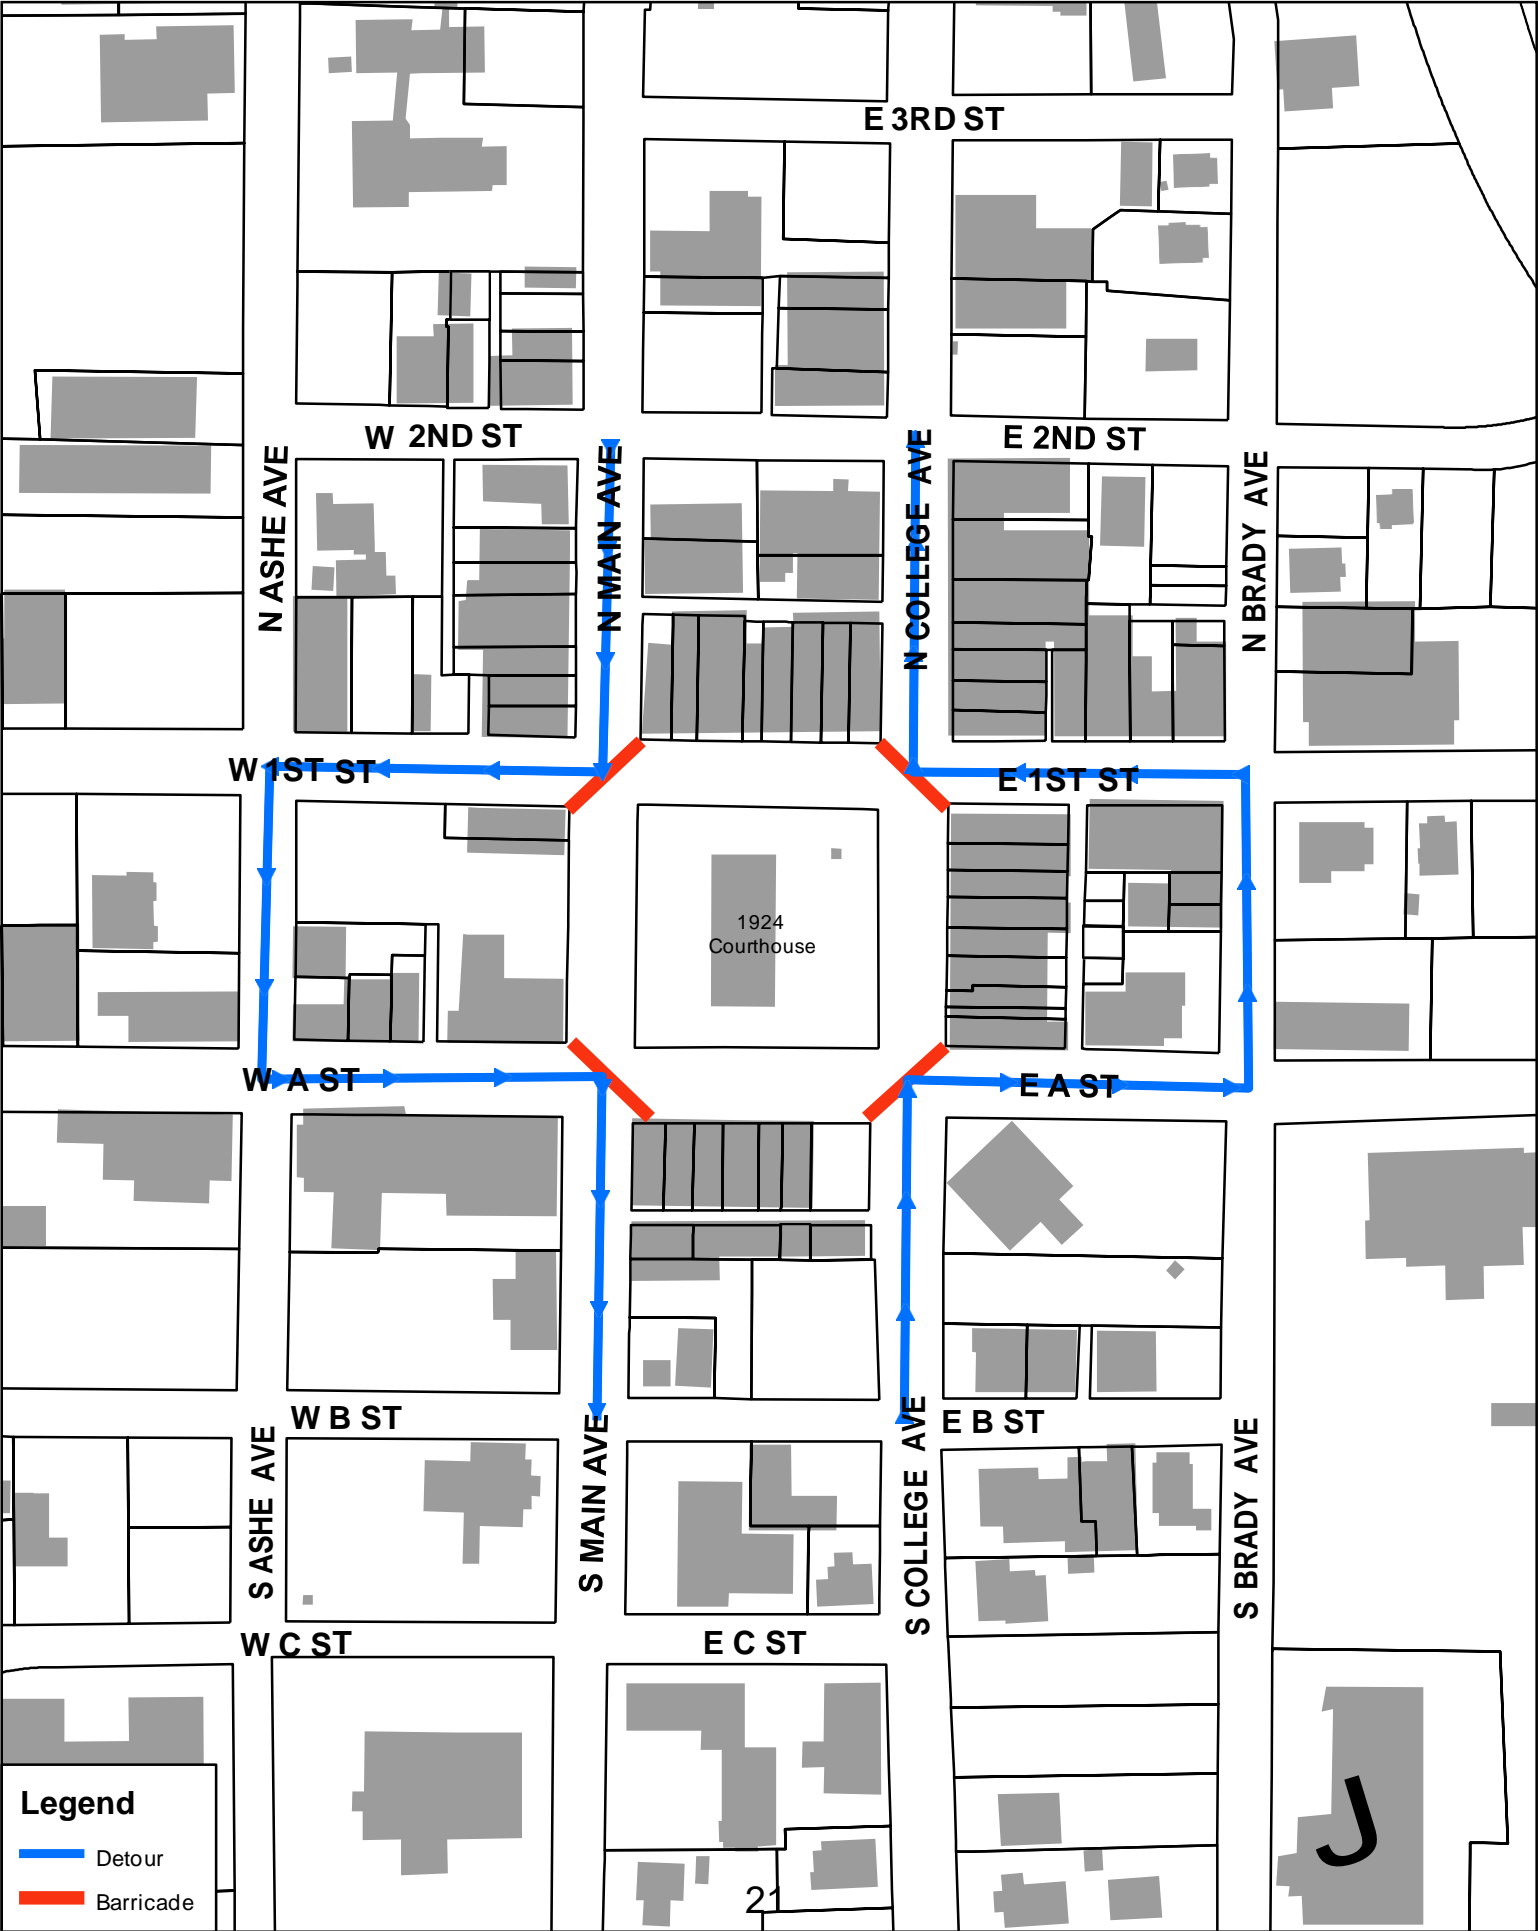 E 3RD ST
W 2ND ST
E 2ND ST
N ASHE AVE
N MAIN AVE
N COLLEGE AVE
N BRADY AVE
W 1ST ST
E 1ST ST
1924
Courthouse
W A ST
E A ST
W B ST
E B ST
S ASHE AVE
S MAIN AVE
S COLLEGE AVE
S BRADY AVE
W C ST
E C ST
Legend
Detour
Barricade
J
21